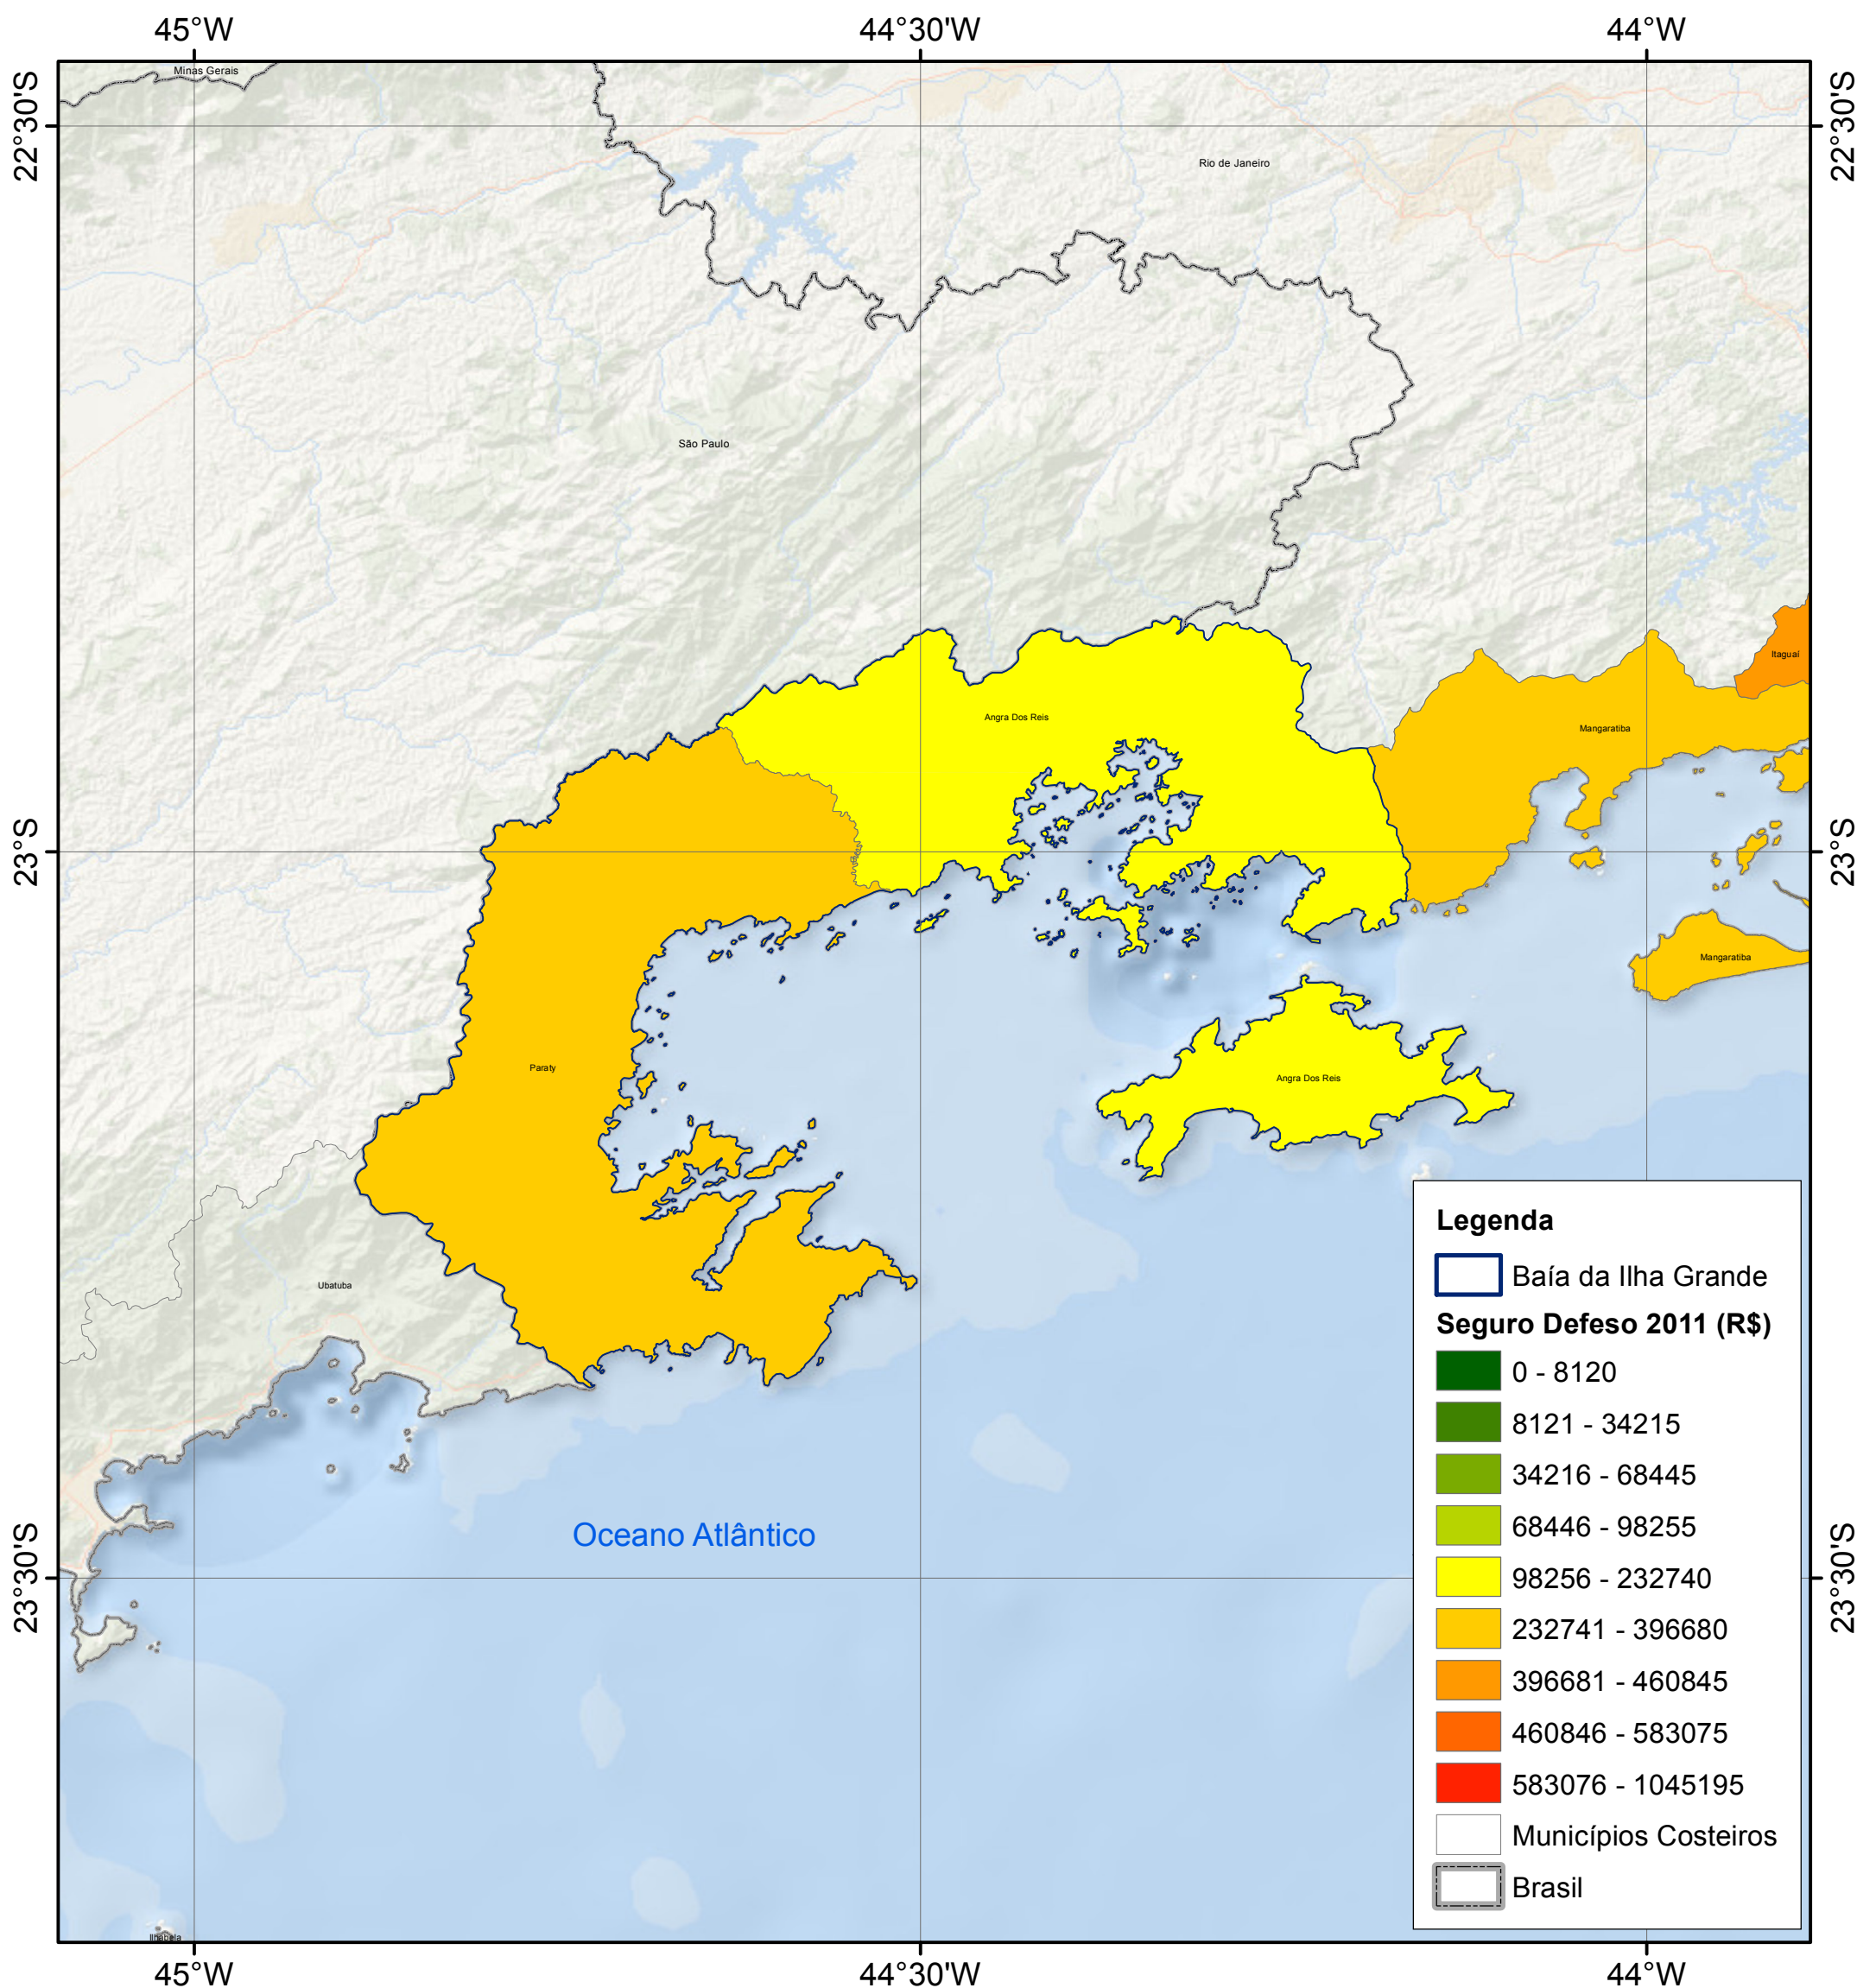 45°W
44°30'W
44°W
22°30'S
22°30'S
Minas Gerais
Rio de Janeiro
São Paulo
Itaguaí
Angra Dos Reis
Mangaratiba
23°S
23°S
Mangaratiba
Paraty
Angra Dos Reis
Ubatuba
Oceano Atlântico
23°30'S
23°30'S
Ilhabela
Legenda
Baía da Ilha Grande
Seguro Defeso 2011 (R$)
0 - 8120
8121 - 34215
34216 - 68445
68446 - 98255
98256 - 232740
232741 - 396680
396681 - 460845
460846 - 583075
583076 - 1045195
Municípios Costeiros
Brasil
45°W
44°30'W
44°W